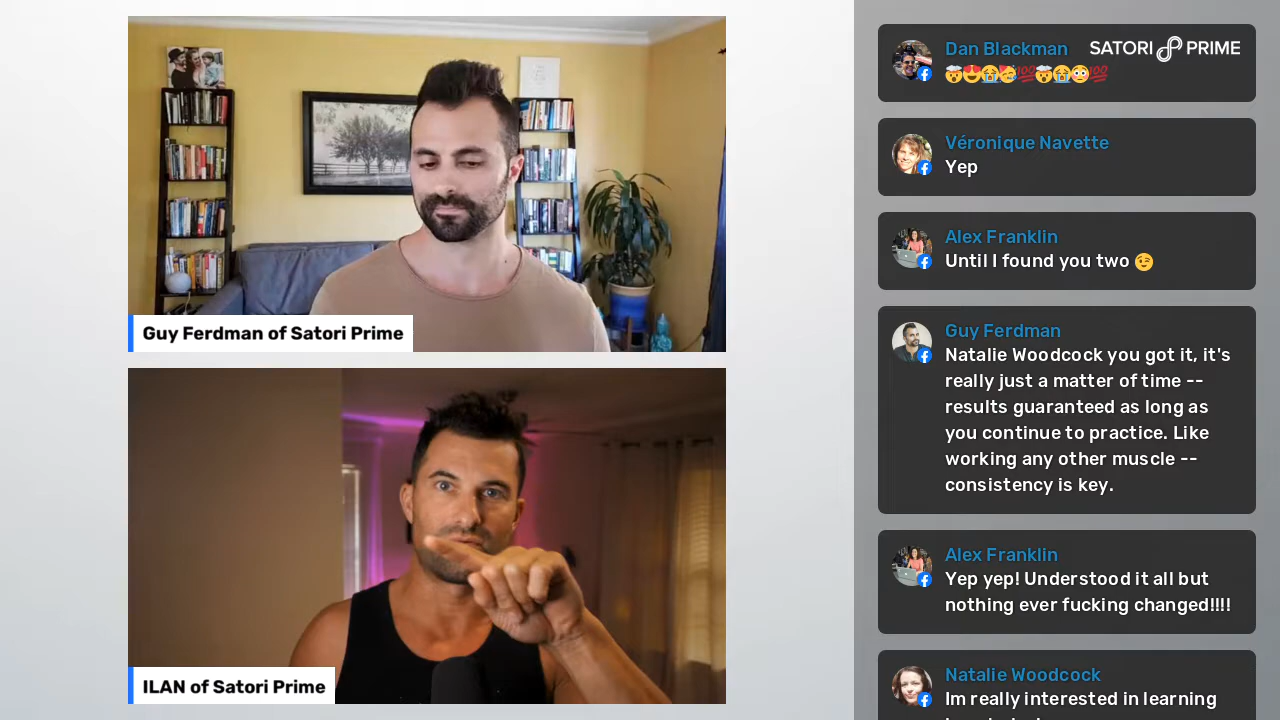 Guy Ferdman of Satori Prime
ILAN of Satori Prime
SATORI PRIME
Dan Blackman
🤯😍😭🥳💯🤯😭😳💯
Véronique Navette
Yep
Alex Franklin
Until I found you two 😉
Guy Ferdman
Natalie Woodcock you got it, it's
really just a matter of time --
results guaranteed as long as
you continue to practice. Like
working any other muscle --
consistency is key.
Alex Franklin
Yep yep! Understood it all but
nothing ever fucking changed!!!!
Natalie Woodcock
Im really interested in learning